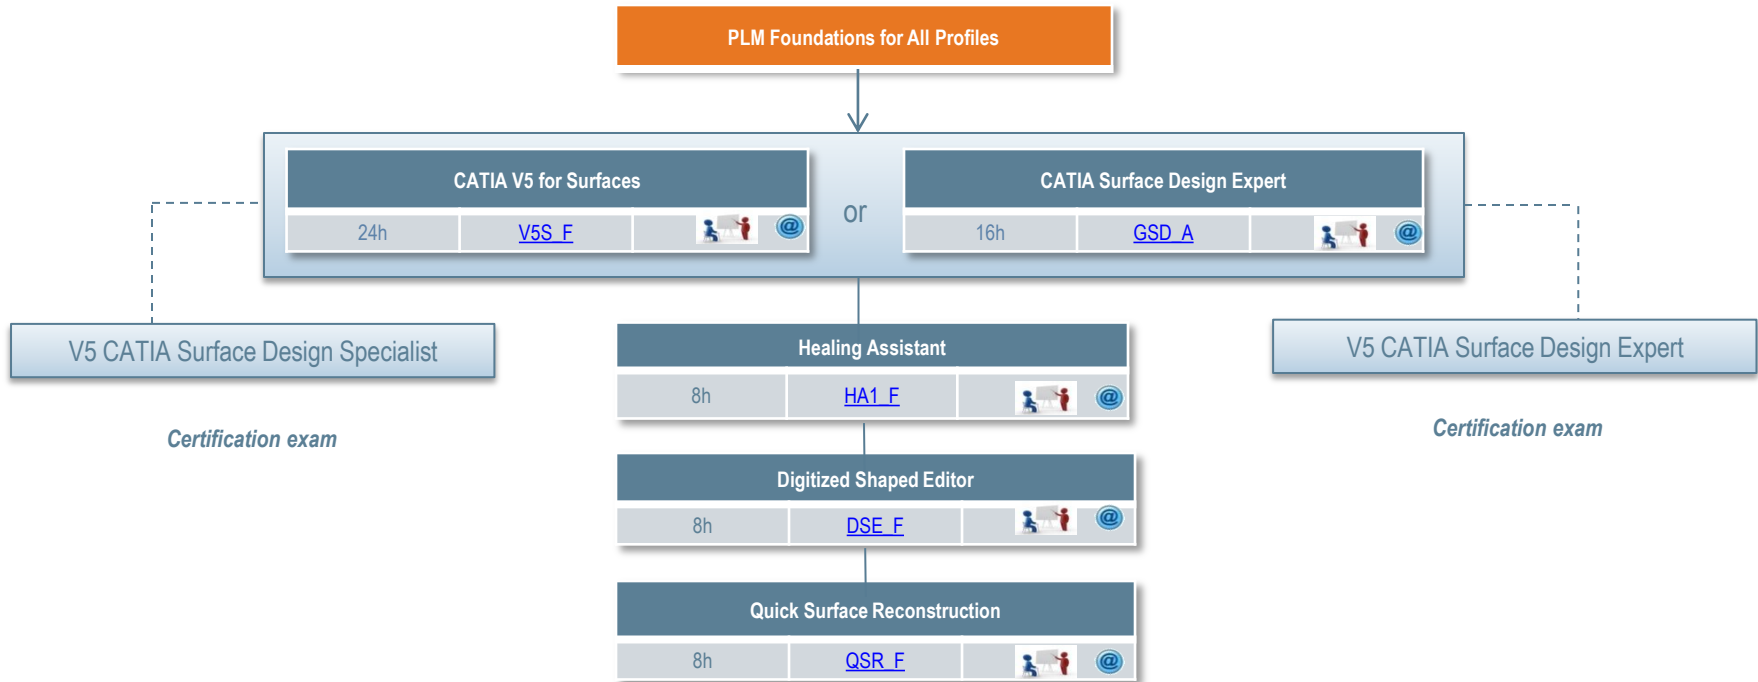 PLM Foundations for All Profiles
CATIA V5 for Surfaces
24h V5S_F @
or
CATIA Surface Design Expert
16h GSD_A @
V5 CATIA Surface Design Specialist
Certification exam
Healing Assistant
8h HA1_F @
V5 CATIA Surface Design Expert
Certification exam
Digitized Shaped Editor
8h DSE_F @
Quick Surface Reconstruction
8h QSR_F @